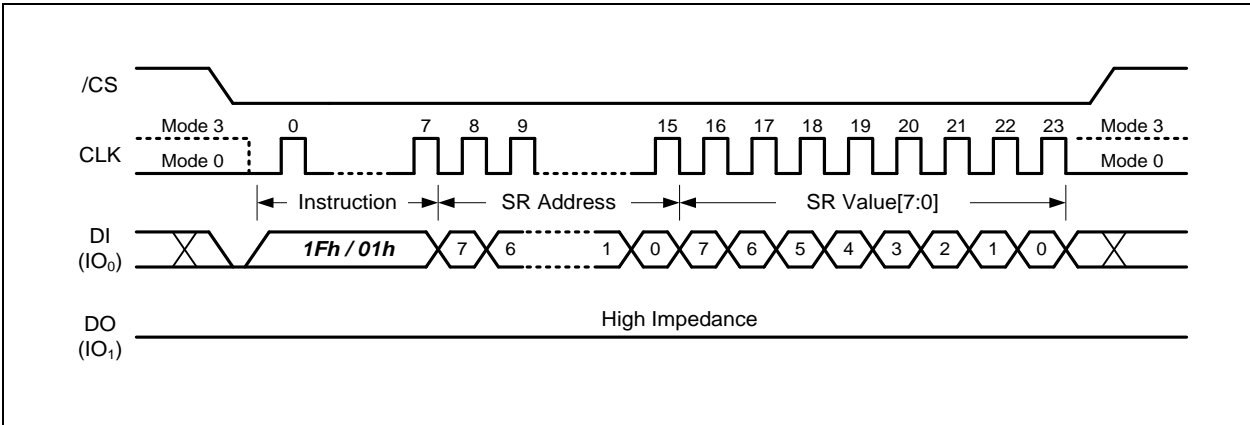 /CS
Mode 3 0 7 8 9 15 16 17 18 19 20 21 22 23 Mode 3
CLK
Mode 0 Mode 0
Instruction SR Address SR Value[7:0]
DI
(IO₀)
1Fh / 01h 7 6 1 0 7 6 5 4 3 2 1 0
High Impedance
DO
(IO₁)